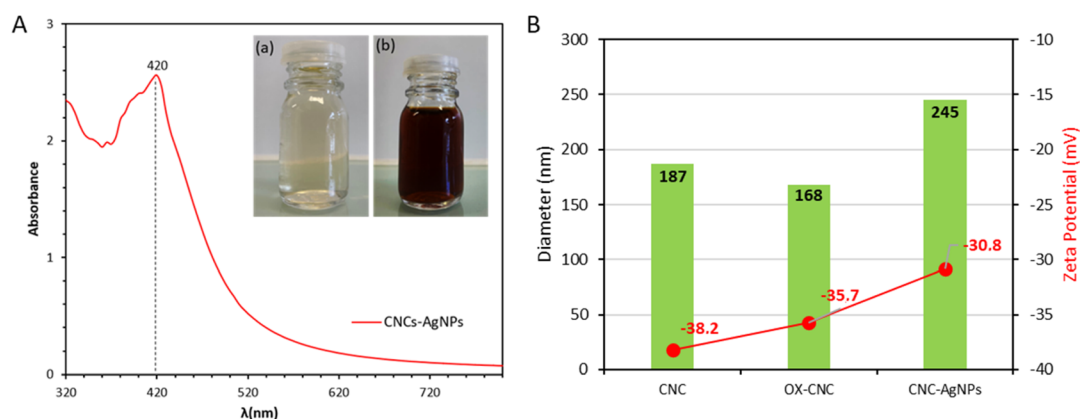 A
3
2
1
0
Absorbance
320
420
520
620
720
λ(nm)
420
(a)
(b)
CNCs-AgNPs
B
300
250
200
150
100
50
0
Diameter (nm)
187
168
245
-38.2
-35.7
-30.8
CNC
OX-CNC
CNC-AgNPs
-10
-15
-20
-25
-30
-35
-40
Zeta Potential (mV)